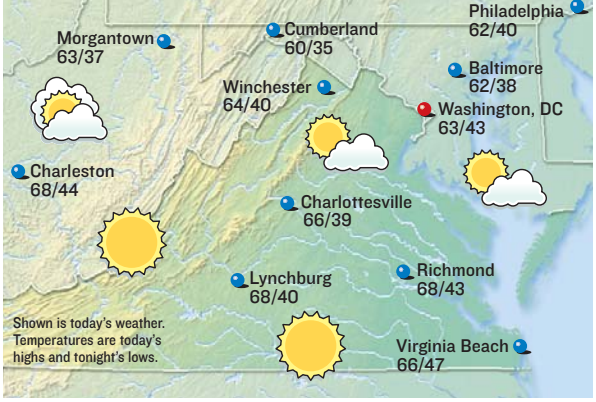 Philadelphia
62/40
Cumberland
60/35
Morgantown
63/37
Baltimore
62/38
Winchester
64/40
Washington, DC
63/43
Charleston
68/44
Charlottesville
66/39
Lynchburg
68/40
Richmond
68/43
Shown is today's weather.
Temperatures are today's
highs and tonight's lows.
Virginia Beach
66/47